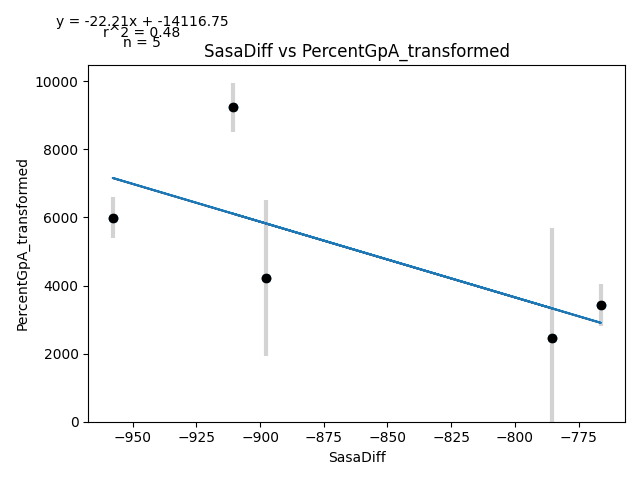 y = -22.21x + -14116.75
r^2 = 0.48
n = 5
SasaDiff vs PercentGpA_transformed
10000
8000
6000
4000
2000
0
PercentGpA_transformed
−950 −925 −900 −875 −850 −825 −800 −775
SasaDiff